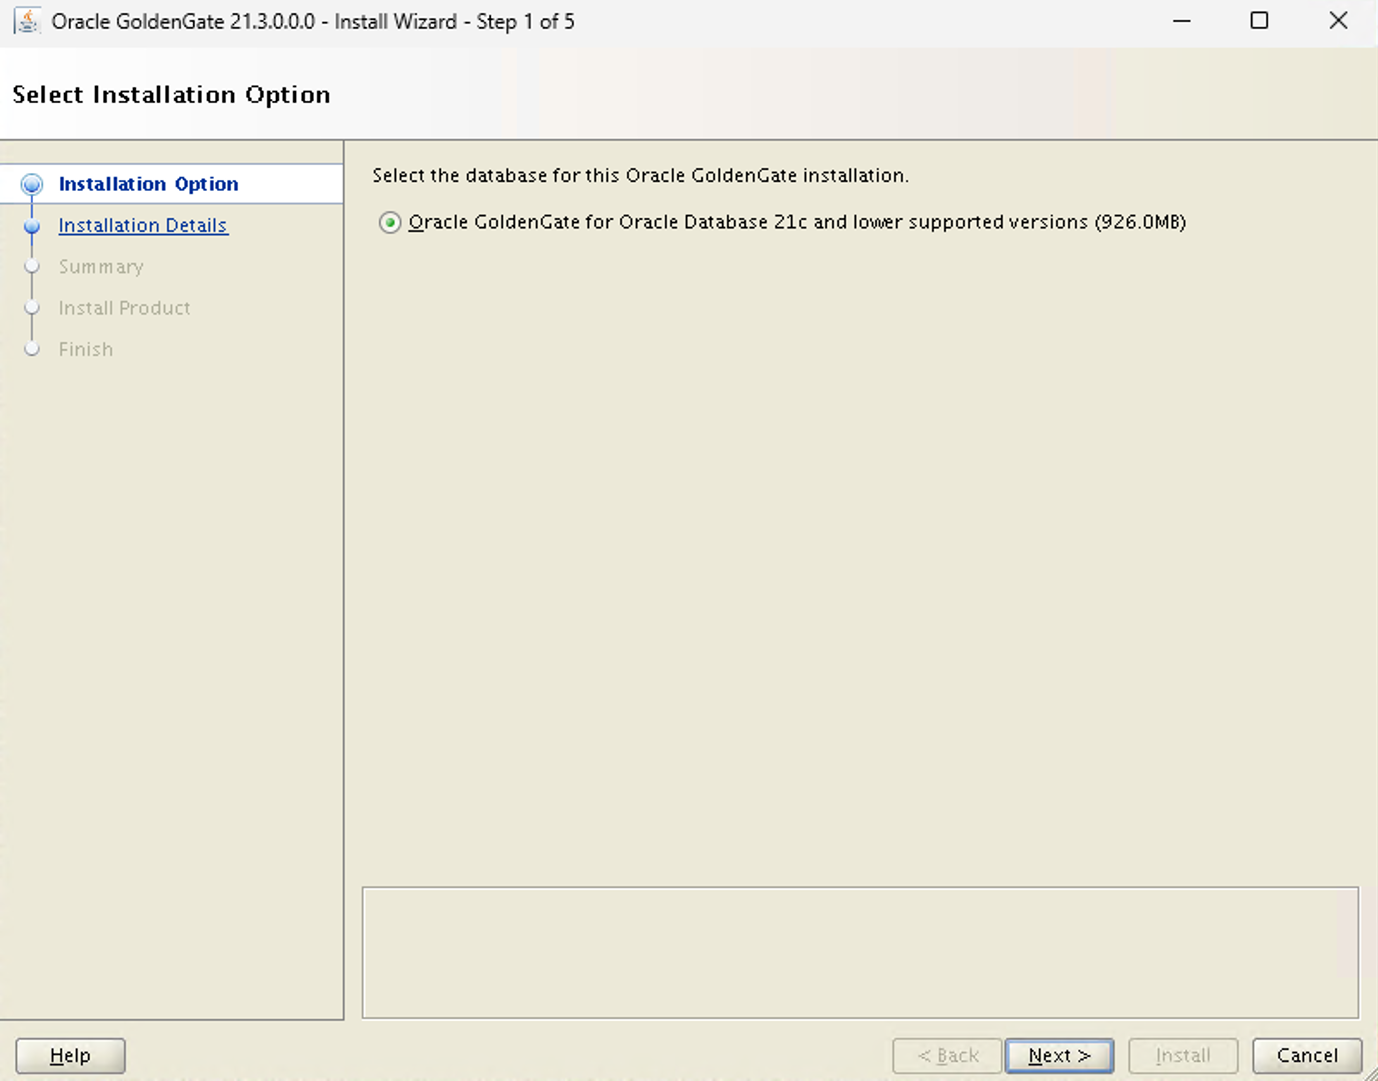 Oracle GoldenGate 21.3.0.0.0 - Install Wizard - Step 1 of 5
Select Installation Option
Installation Option
Installation Details
Summary
Install Product
Finish
Select the database for this Oracle GoldenGate installation.
Oracle GoldenGate for Oracle Database 21c and lower supported versions (926.0MB)
Help
< Back
Next >
Install
Cancel